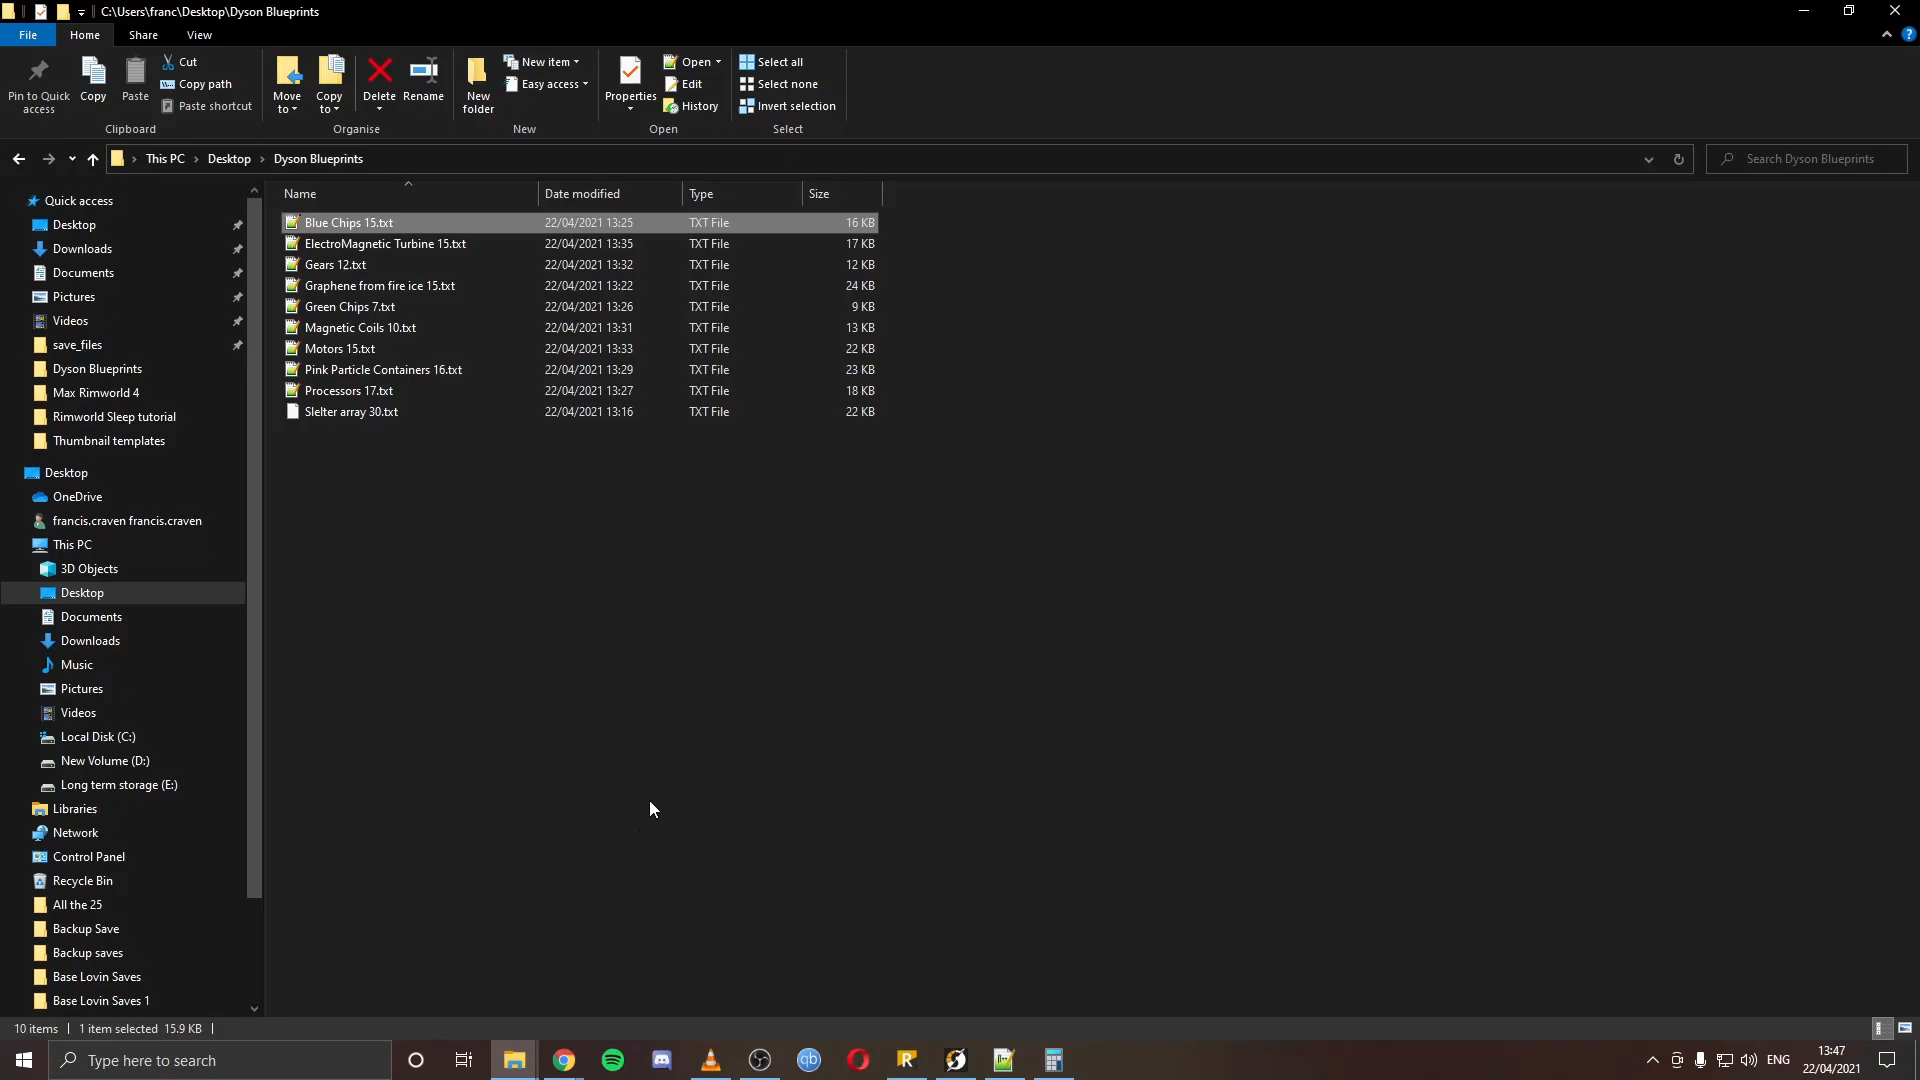 C:\Users\franc\Desktop\Dyson Blueprints
File Home Share View
Pin to Quick access
Copy
Paste
Cut
Copy path
Paste shortcut
Clipboard
Move to
Copy to
Delete
Rename
Organise
New folder
New item
Easy access
New
Properties
Open
Edit
History
Open
Select all
Select none
Invert selection
Select
This PC > Desktop > Dyson Blueprints
Search Dyson Blueprints
Quick access
Desktop
Downloads
Documents
Pictures
Videos
save_files
Dyson Blueprints
Max Rimworld 4
Rimworld Sleep tutorial
Thumbnail templates
Desktop
OneDrive
francis.craven francis.craven
This PC
3D Objects
Desktop
Documents
Downloads
Music
Pictures
Videos
Local Disk (C:)
New Volume (D:)
Long term storage (E:)
Libraries
Network
Control Panel
Recycle Bin
All the 25
Backup Save
Backup saves
Base Lovin Saves
Base Lovin Saves 1
Name Date modified Type Size
Blue Chips 15.txt 22/04/2021 13:25 TXT File 16 KB
ElectroMagnetic Turbine 15.txt 22/04/2021 13:35 TXT File 17 KB
Gears 12.txt 22/04/2021 13:32 TXT File 12 KB
Graphene from fire ice 15.txt 22/04/2021 13:22 TXT File 24 KB
Green Chips 7.txt 22/04/2021 13:26 TXT File 9 KB
Magnetic Coils 10.txt 22/04/2021 13:31 TXT File 13 KB
Motors 15.txt 22/04/2021 13:33 TXT File 22 KB
Pink Particle Containers 16.txt 22/04/2021 13:29 TXT File 23 KB
Processors 17.txt 22/04/2021 13:27 TXT File 18 KB
Slelter array 30.txt 22/04/2021 13:16 TXT File 22 KB
10 items 1 item selected 15.9 KB
Type here to search
qb
R
ENG
13:47
22/04/2021